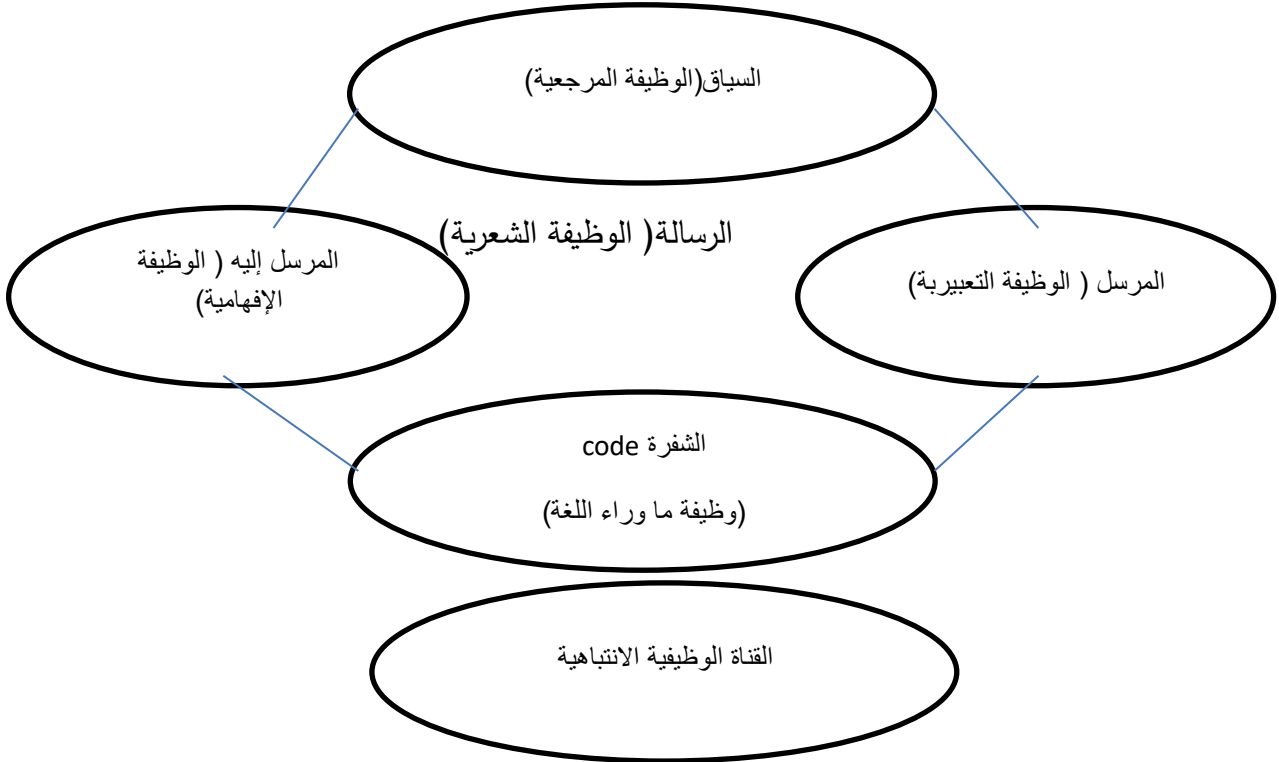 السياق(الوظيفة المرجعية)
الرسالة( الوظيفة الشعرية)
المرسل ( الوظيفة التعبيرية)
المرسل إليه ( الوظيفة
الإفهامية)
الشفرة code
(وظيفة ما وراء اللغة)
القناة الوظيفية الانتباهية